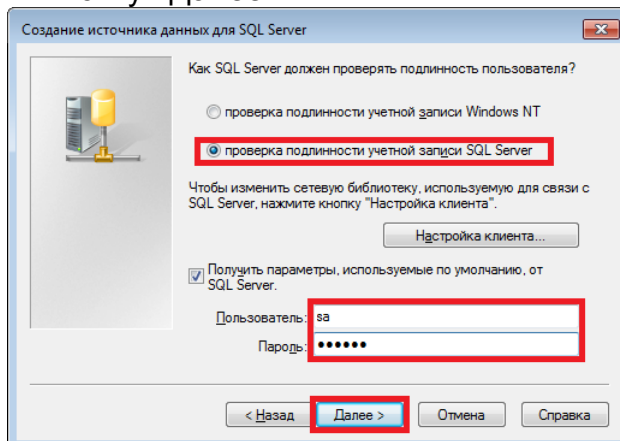 Создание источника данных для SQL Server
Как SQL Server должен проверять подлинность пользователя?
проверка подлинности учетной записи Windows NT
проверка подлинности учетной записи SQL Server
Чтобы изменить сетевую библиотеку, используемую для связи с
SQL Server, нажмите кнопку "Настройка клиента".
Настройка клиента...
Получить параметры, используемые по умолчанию, от
SQL Server.
Пользователь: sa
Пароль: ●●●●●●
< Назад Далее > Отмена Справка